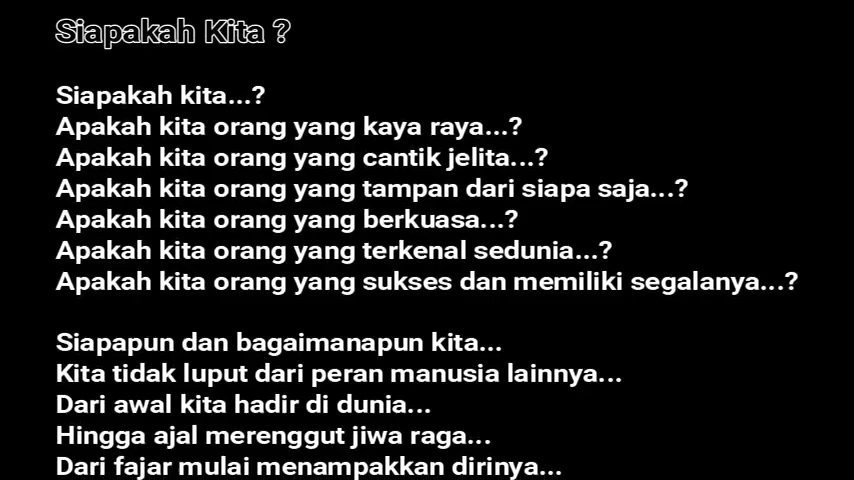 Siapakah Kita ?
Siapakah kita...?
Apakah kita orang yang kaya raya...?
Apakah kita orang yang cantik jelita...?
Apakah kita orang yang tampan dari siapa saja...?
Apakah kita orang yang berkuasa...?
Apakah kita orang yang terkenal sedunia...?
Apakah kita orang yang sukses dan memiliki segalanya...?
Siapapun dan bagaimanapun kita...
Kita tidak luput dari peran manusia lainnya...
Dari awal kita hadir di dunia...
Hingga ajal merenggut jiwa raga...
Dari fajar mulai menampakkan dirinya...